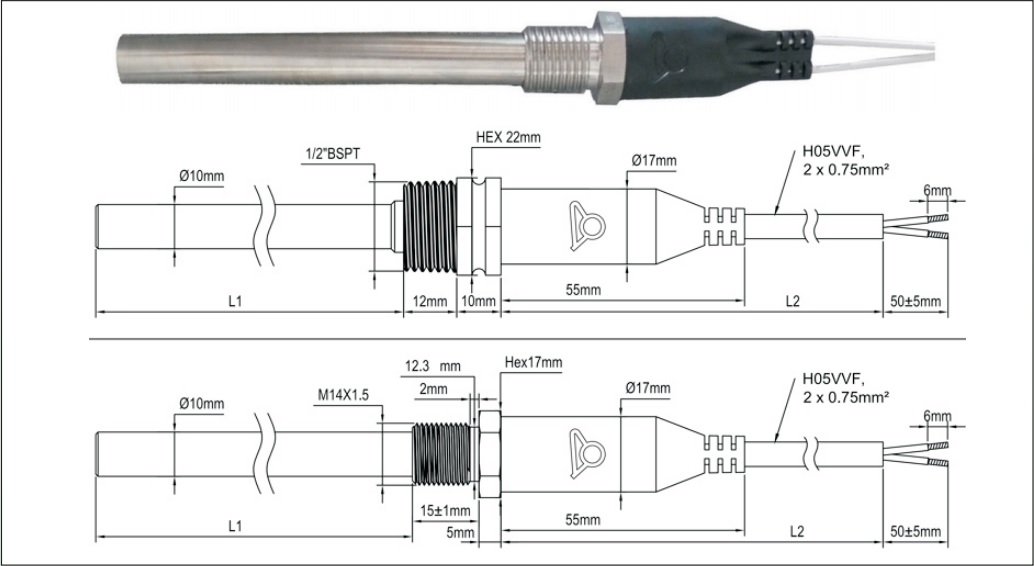 HEX 22mm
1/2"BSPT
Ø10mm
Ø17mm
H05VVF,
2 x 0.75mm²
6mm
L1
12mm
10mm
55mm
L2
50±5mm
12.3 mm
Hex17mm
M14X1.5
2mm
Ø10mm
Ø17mm
H05VVF,
2 x 0.75mm²
6mm
15±1mm
L1
5mm
55mm
L2
50±5mm